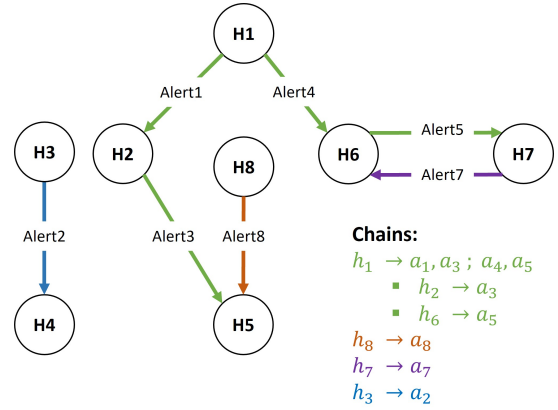 H1
Alert1
Alert4
H3
H2
H8
H6
Alert5
H7
Alert7
Alert2
Alert3
Alert8
H4
H5
Chains:
h₁ → a₁, a₃ ; a₄, a₅
▪ h₂ → a₃
▪ h₆ → a₅
h₈ → a₈
h₇ → a₇
h₃ → a₂